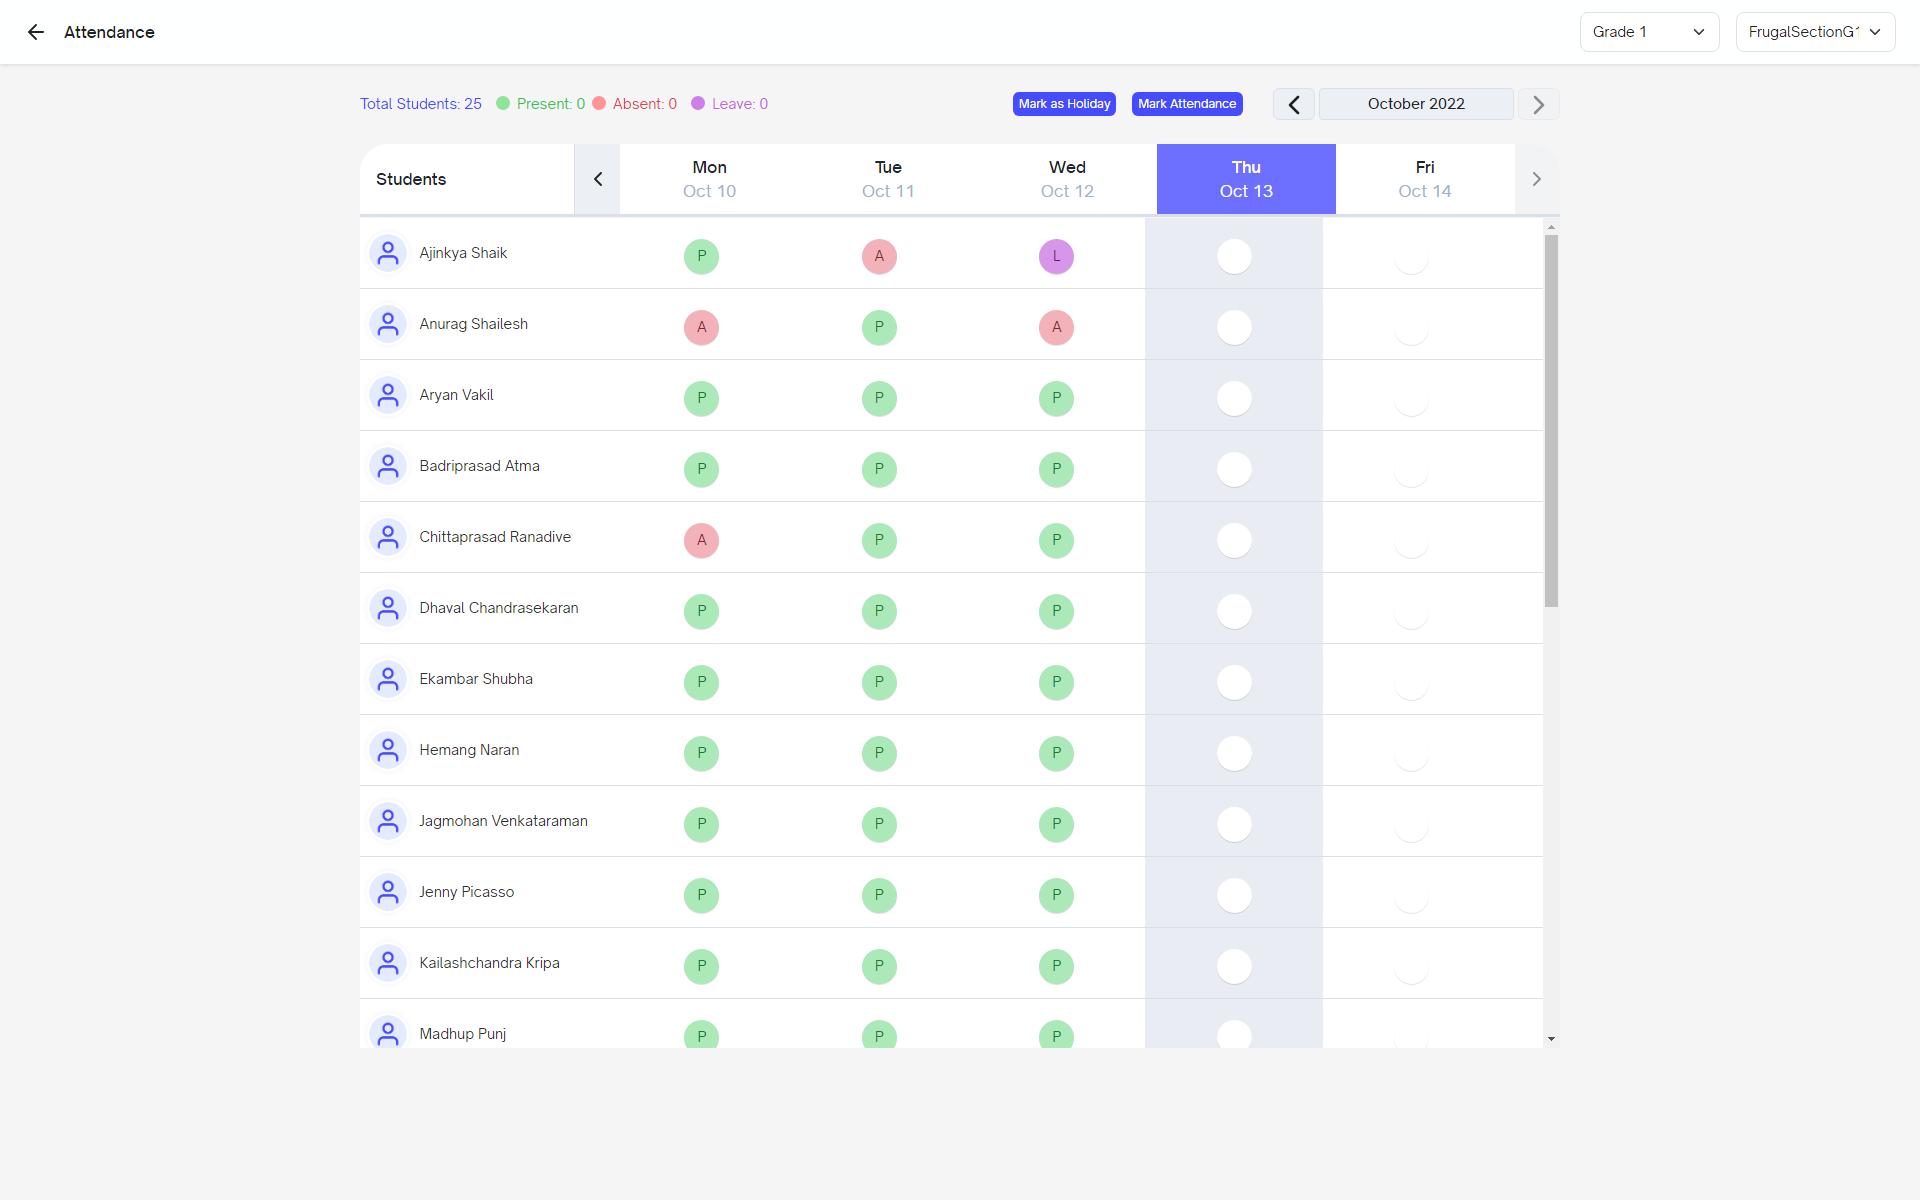 Attendance
Grade 1
FrugalSectionG1
Total Students: 25 Present: 0 Absent: 0 Leave: 0
Mark as Holiday
Mark Attendance
October 2022
Students
Mon Tue Wed Thu Fri
Oct 10 Oct 11 Oct 12 Oct 13 Oct 14
Ajinkya Shaik P A L
Anurag Shailesh A P A
Aryan Vakil P P P
Badriprasad Atma P P P
Chittaprasad Ranadive A P P
Dhaval Chandrasekaran P P P
Ekambar Shubha P P P
Hemang Naran P P P
Jagmohan Venkataraman P P P
Jenny Picasso P P P
Kailashchandra Kripa P P P
Madhup Punj P P P